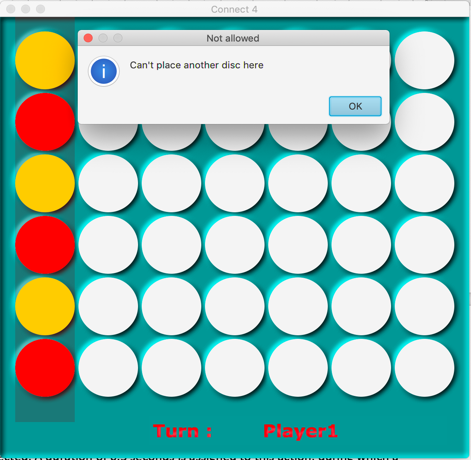 Connect 4
Not allowed
Can't place another disc here
OK
Turn : Player1